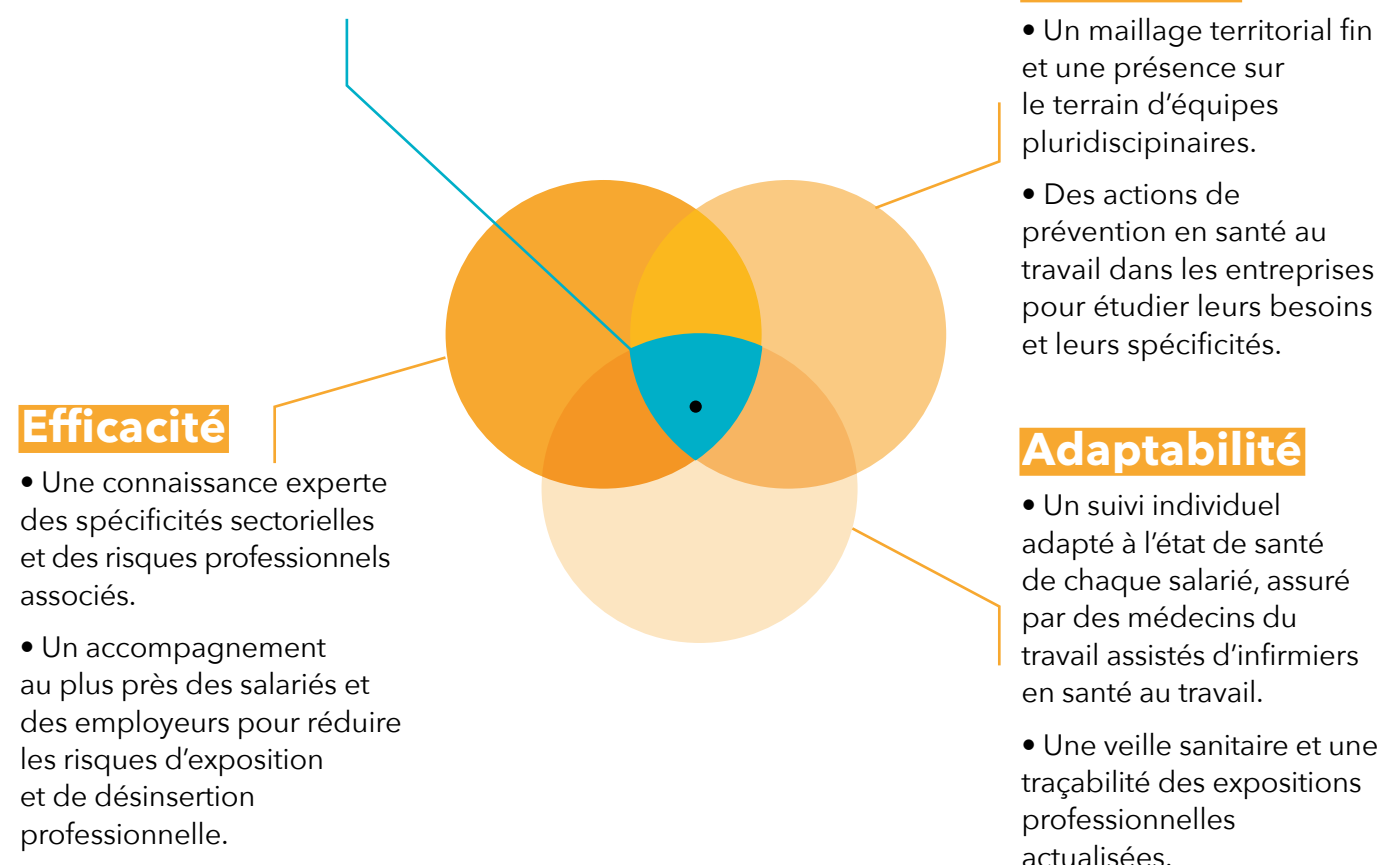 • Un maillage territorial fin
et une présence sur
le terrain d’équipes
pluridiscipinaires.
• Des actions de
prévention en santé au
travail dans les entreprises
pour étudier leurs besoins
et leurs spécificités.
Efficacité
• Une connaissance experte
des spécificités sectorielles
et des risques professionnels
associés.
• Un accompagnement
au plus près des salariés et
des employeurs pour réduire
les risques d’exposition
et de désinsertion
professionnelle.
Adaptabilité
• Un suivi individuel
adapté à l’état de santé
de chaque salarié, assuré
par des médecins du
travail assistés d’infirmiers
en santé au travail.
• Une veille sanitaire et une
traçabilité des expositions
professionnelles
actualisées.